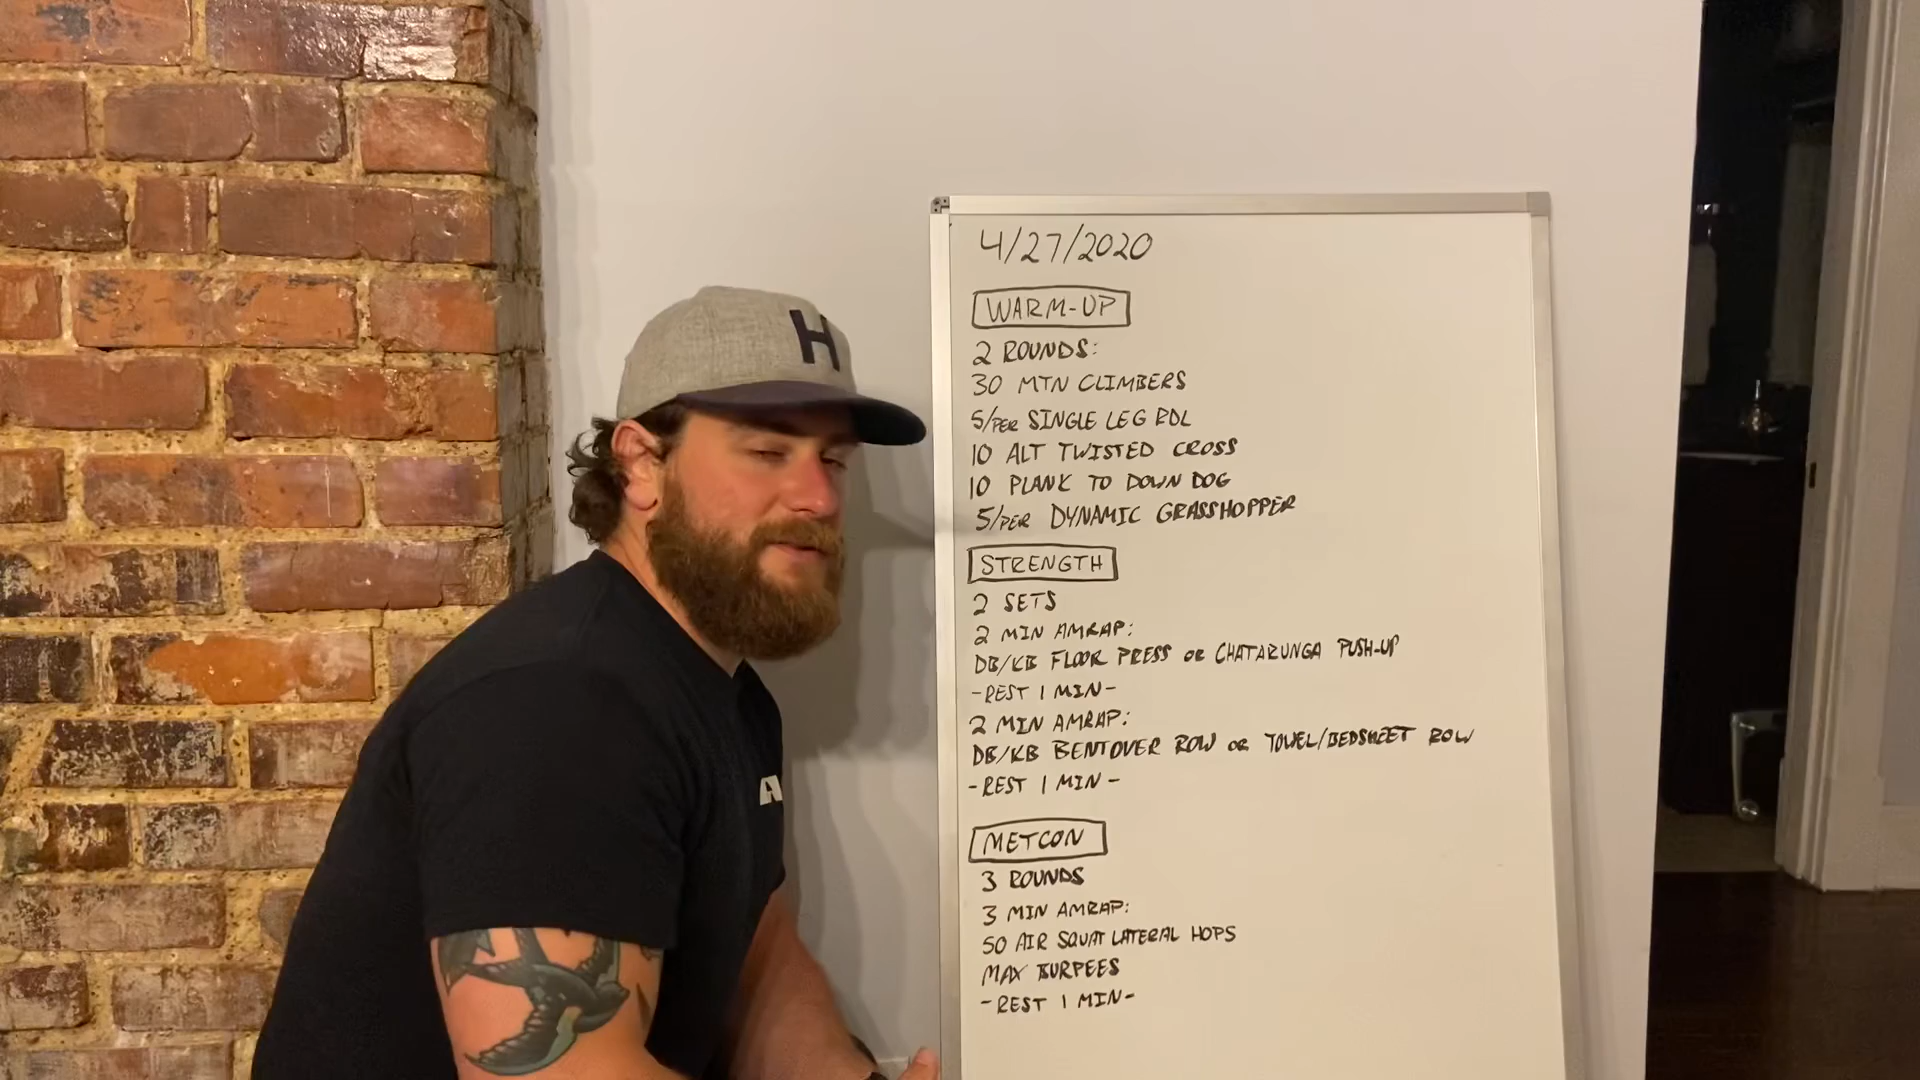 H
4/27/2020
WARM-UP
2 ROUNDS:
30 MTN CLIMBERS
5/PER SINGLE LEG RDL
10 ALT TWISTED CROSS
10 PLANK TO DOWN DOG
5/PER DYNAMIC GRASSHOPPER
STRENGTH
2 SETS
2 MIN AMRAP:
DB/KB FLOOR PRESS OR CHATARUNGA PUSH-UP
-REST 1 MIN-
2 MIN AMRAP:
DB/KB BENTOVER ROW OR TOWEL/BEDSHEET ROW
-REST 1 MIN-
METCON
3 ROUNDS
3 MIN AMRAP:
50 AIR SQUAT LATERAL HOPS
MAX BURPEES
-REST 1 MIN-